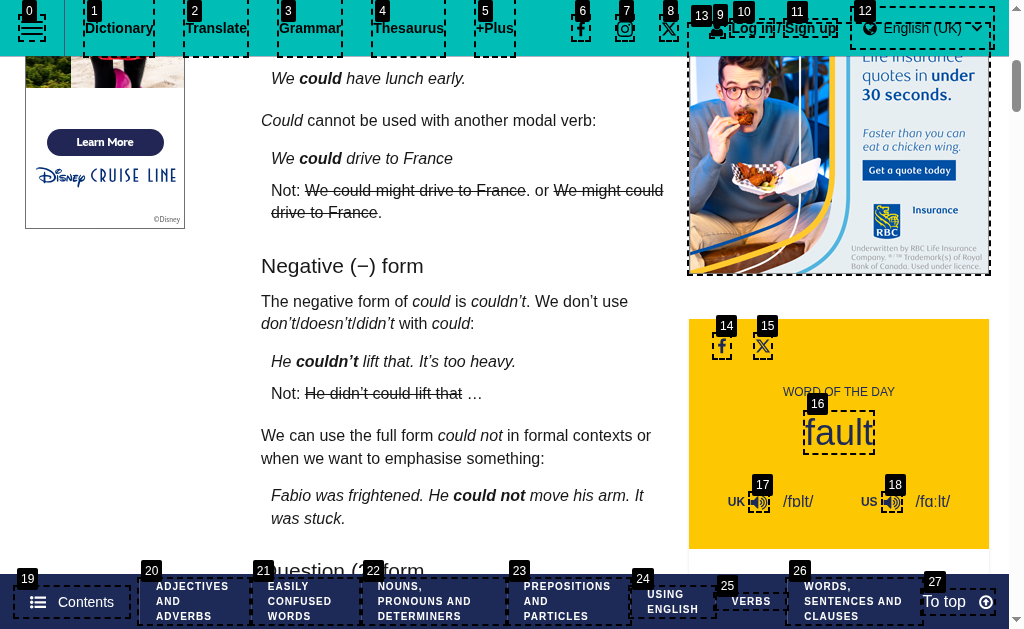 Dictionary
Translate
Grammar
Thesaurus
+Plus
Log in / Sign up
English (UK)
0
1
2
3
4
5
6
7
8
13
9
10
11
12
Learn More
Disney CRUISE LINE
©Disney
We could have lunch early.
Could cannot be used with another modal verb:
We could drive to France
Not: We could might drive to France. or We might could
drive to France.
Negative (−) form
The negative form of could is couldn’t. We don’t use
don’t/doesn’t/didn’t with could:
He couldn’t lift that. It’s too heavy.
Not: He didn’t could lift that …
We can use the full form could not in formal contexts or
when we want to emphasise something:
Fabio was frightened. He could not move his arm. It
was stuck.
Question (?) form
Life insurance
quotes in under
30 seconds.
Faster than you can
eat a chicken wing.
Get a quote today
RBC
Insurance
Underwritten by RBC Life Insurance
Company. ®/™ Trademark(s) of Royal
Bank of Canada. Used under licence.
14
15
WORD OF THE DAY
16
fault
17
18
UK /fɒlt/
US /fɑːlt/
19
20
21
22
23
24
25
26
27
Contents
ADJECTIVES
AND
ADVERBS
EASILY
CONFUSED
WORDS
NOUNS,
PRONOUNS AND
DETERMINERS
PREPOSITIONS
AND
PARTICLES
USING
ENGLISH
VERBS
WORDS,
SENTENCES AND
CLAUSES
To top